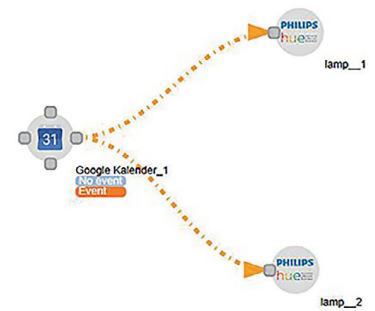 PHILIPS
hue
lamp__1
31
Google Kalender_1
No event
Event
PHILIPS
hue
lamp__2